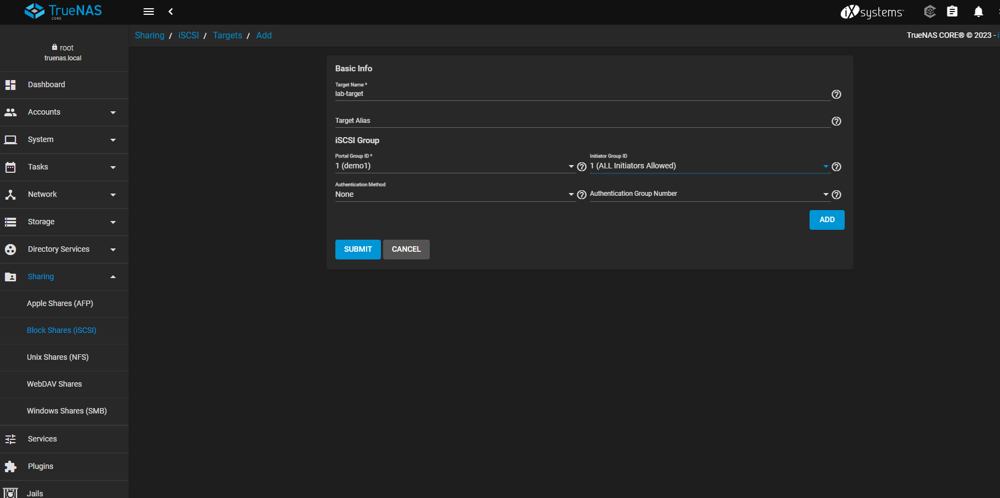 TrueNAS
CORE
iXsystems
Sharing / iSCSI / Targets / Add
TrueNAS CORE® © 2023 -
root
truenas.local
Dashboard
Accounts
System
Tasks
Network
Storage
Directory Services
Sharing
Apple Shares (AFP)
Block Shares (iSCSI)
Unix Shares (NFS)
WebDAV Shares
Windows Shares (SMB)
Services
Plugins
Jails
Basic Info
Target Name *
lab-target
Target Alias
iSCSI Group
Portal Group ID *
1 (demo1)
Initiator Group ID
1 (ALL Initiators Allowed)
Authentication Method
None
Authentication Group Number
ADD
SUBMIT CANCEL